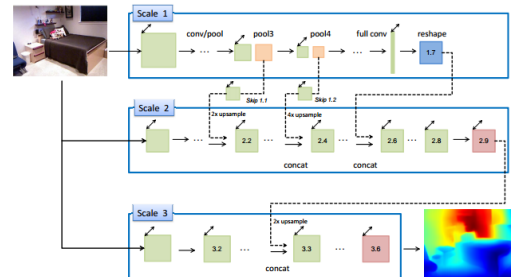 Scale 1
conv/pool
pool3
pool4
full conv
reshape
...
...
...
1.7
Skip 1.1
Skip 1.2
Scale 2
2x upsample
4x upsample
...
2.2
...
2.4
...
2.6
...
2.8
2.9
concat
concat
Scale 3
2x upsample
3.2
...
3.3
...
3.6
concat